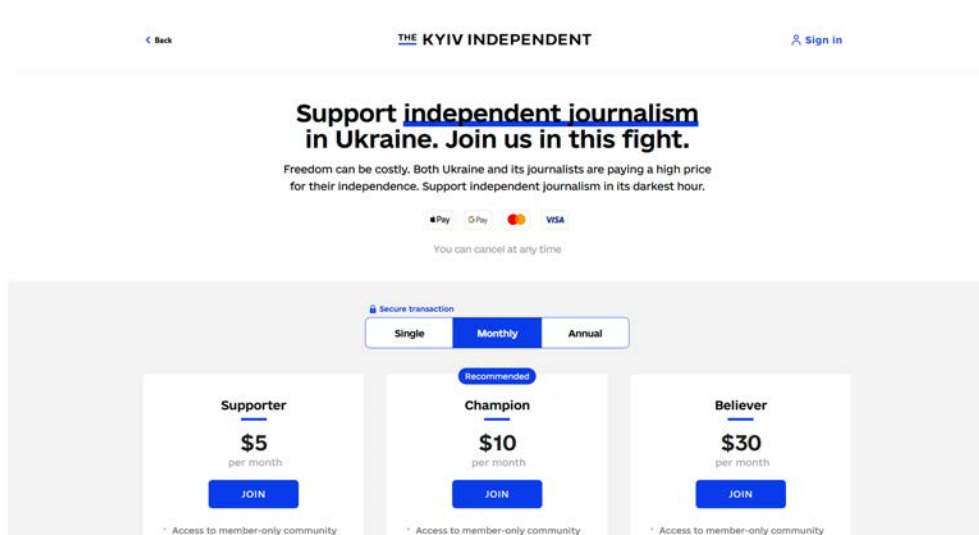 Back
THE KYIV INDEPENDENT
Sign in
Support independent journalism
in Ukraine. Join us in this fight.
Freedom can be costly. Both Ukraine and its journalists are paying a high price
for their independence. Support independent journalism in its darkest hour.
Pay
G Pay
VISA
You can cancel at any time
Secure transaction
Single
Monthly
Annual
Supporter
$5
per month
JOIN
Access to member-only community
Recommended
Champion
$10
per month
JOIN
Access to member-only community
Believer
$30
per month
JOIN
Access to member-only community